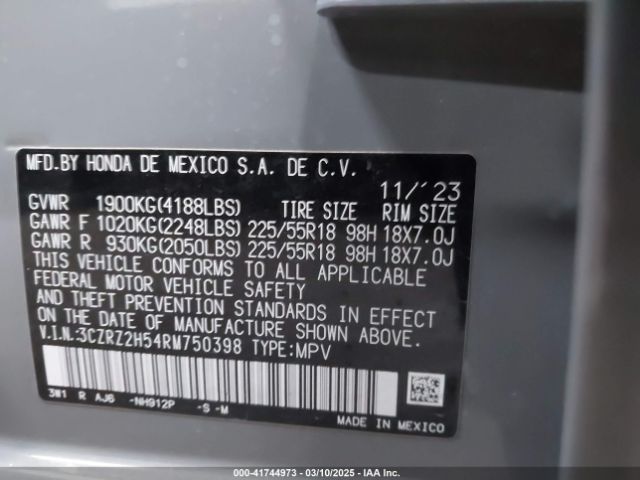 MFD.BY HONDA DE MEXICO S.A. DE C.V.
11/'23
GVWR 1900KG(4188LBS) TIRE SIZE RIM SIZE
GAWR F 1020KG(2248LBS) 225/55R18 98H 18X7.0J
GAWR R 930KG(2050LBS) 225/55R18 98H 18X7.0J
THIS VEHICLE CONFORMS TO ALL APPLICABLE
FEDERAL MOTOR VEHICLE SAFETY
AND THEFT PREVENTION STANDARDS IN EFFECT
ON THE DATE OF MANUFACTURE SHOWN ABOVE.
V.I.N.:3CZRZ2H54RM750398 TYPE:MPV
3W1 R AJ6 -NH912P -S -M
MADE IN MEXICO
000-41744973 — 03/10/2025 — IAA Inc.